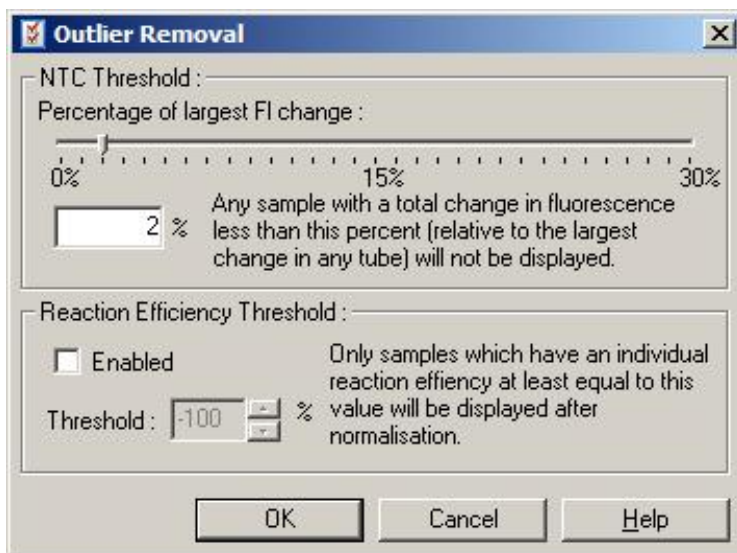 Outlier Removal
NTC Threshold :
Percentage of largest Fl change :
0% 15% 30%
2 %
Any sample with a total change in fluorescence
less than this percent (relative to the largest
change in any tube) will not be displayed.
Reaction Efficiency Threshold :
Enabled
Threshold : -100 %
Only samples which have an individual
reaction effiency at least equal to this
value will be displayed after
normalisation.
OK Cancel Help